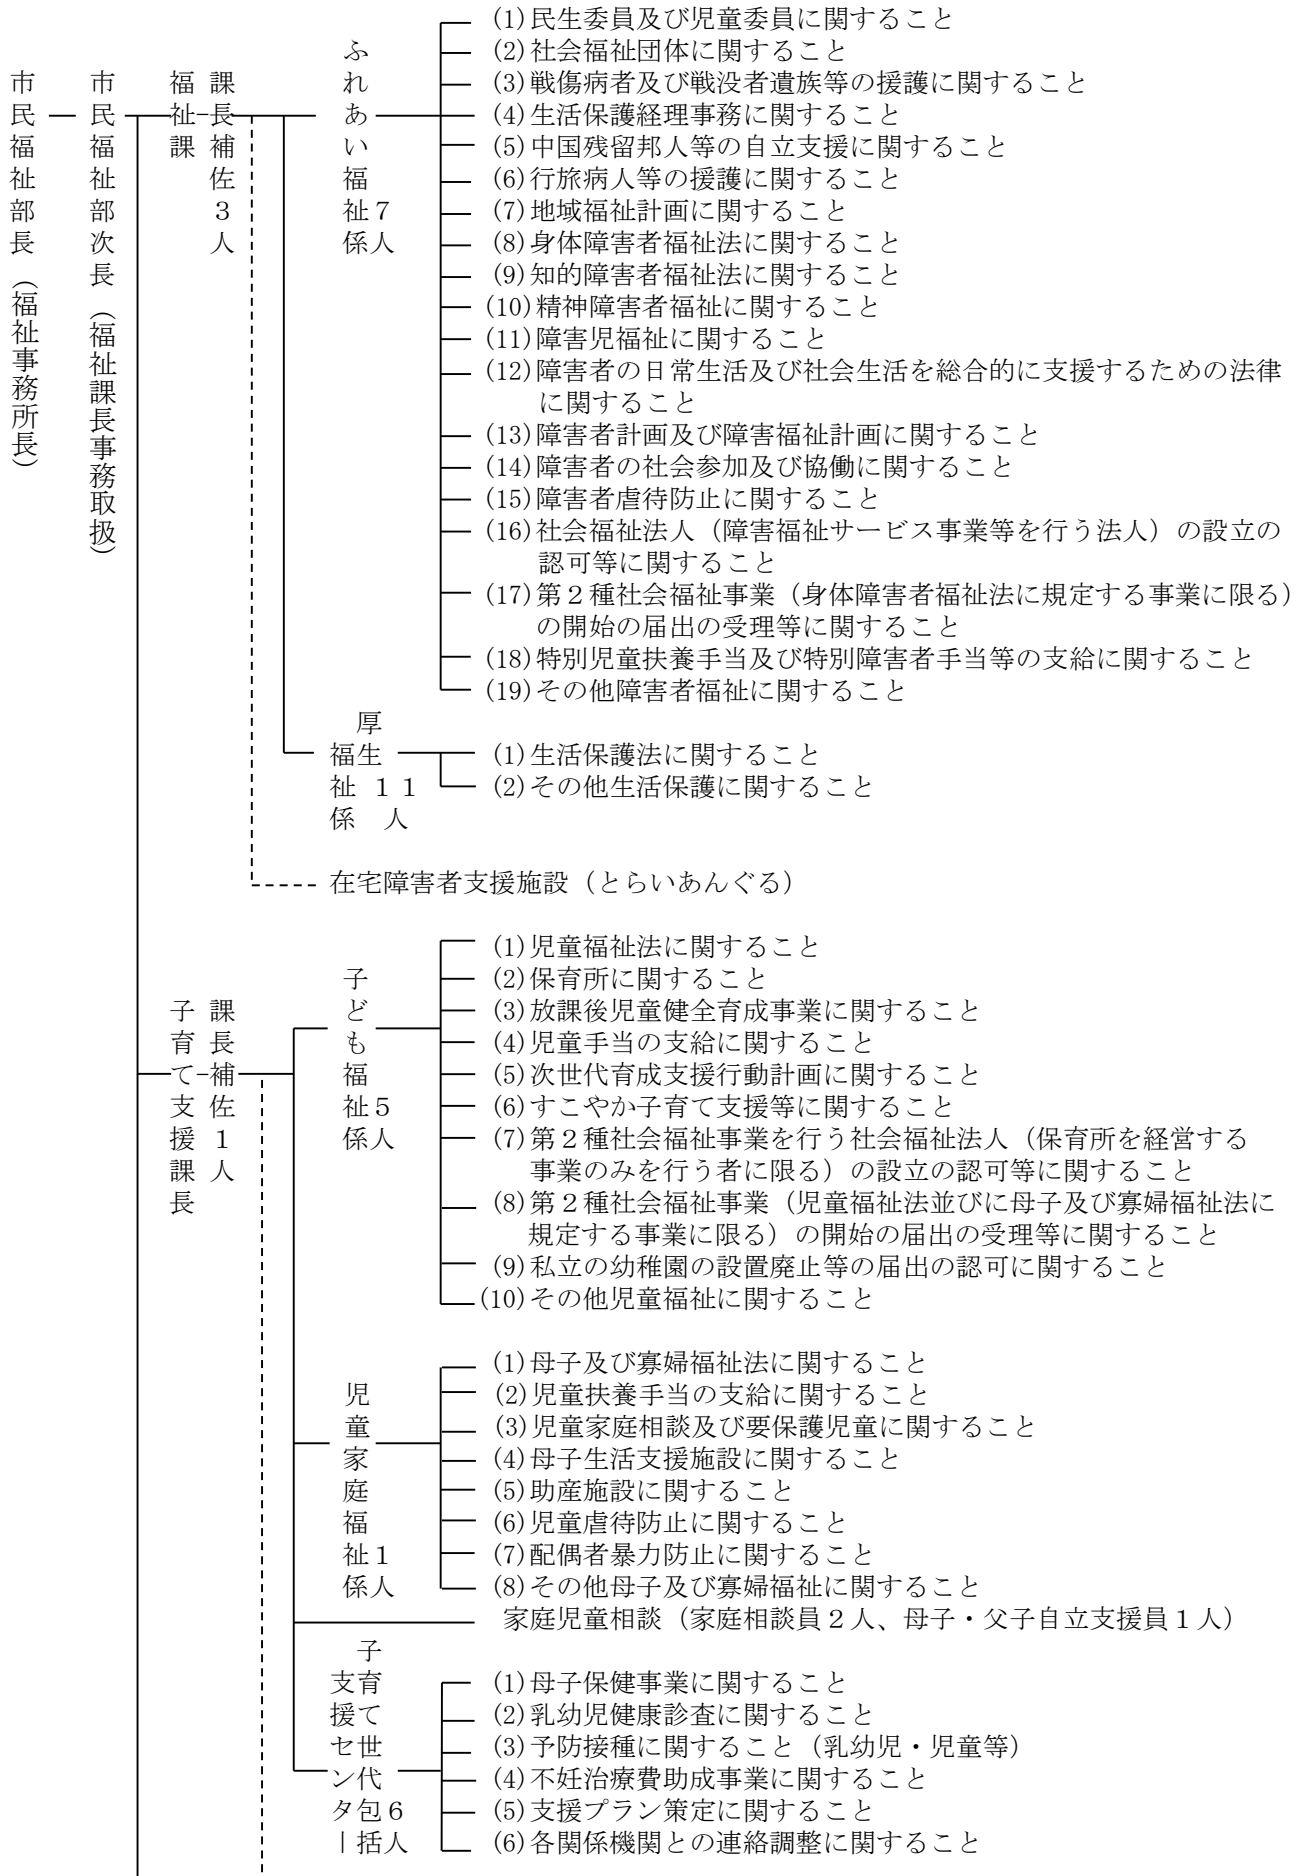 市民福祉部長（福祉事務所長）
市民福祉部次長（福祉課長事務取扱）
福祉課
課長補佐３人
ふれあい福祉係
７人
(1)民生委員及び児童委員に関すること
(2)社会福祉団体に関すること
(3)戦傷病者及び戦没者遺族等の援護に関すること
(4)生活保護経理事務に関すること
(5)中国残留邦人等の自立支援に関すること
(6)行旅病人等の援護に関すること
(7)地域福祉計画に関すること
(8)身体障害者福祉法に関すること
(9)知的障害者福祉法に関すること
(10)精神障害者福祉に関すること
(11)障害児福祉に関すること
(12)障害者の日常生活及び社会生活を総合的に支援するための法律
に関すること
(13)障害者計画及び障害福祉計画に関すること
(14)障害者の社会参加及び協働に関すること
(15)障害者虐待防止に関すること
(16)社会福祉法人（障害福祉サービス事業等を行う法人）の設立の
認可等に関すること
(17)第２種社会福祉事業（身体障害者福祉法に規定する事業に限る）
の開始の届出の受理等に関すること
(18)特別児童扶養手当及び特別障害者手当等の支給に関すること
(19)その他障害者福祉に関すること
厚生
福祉係
１１人
(1)生活保護法に関すること
(2)その他生活保護に関すること
在宅障害者支援施設（とらいあんぐる）
子育て支援課長
課長補佐１人
子ども福祉係
５人
(1)児童福祉法に関すること
(2)保育所に関すること
(3)放課後児童健全育成事業に関すること
(4)児童手当の支給に関すること
(5)次世代育成支援行動計画に関すること
(6)すこやか子育て支援等に関すること
(7)第２種社会福祉事業を行う社会福祉法人（保育所を経営する
事業のみを行う者に限る）の設立の認可等に関すること
(8)第２種社会福祉事業（児童福祉法並びに母子及び寡婦福祉法に
規定する事業に限る）の開始の届出の受理等に関すること
(9)私立の幼稚園の設置廃止等の届出の認可に関すること
(10)その他児童福祉に関すること
児童家庭福祉係
１人
(1)母子及び寡婦福祉法に関すること
(2)児童扶養手当の支給に関すること
(3)児童家庭相談及び要保護児童に関すること
(4)母子生活支援施設に関すること
(5)助産施設に関すること
(6)児童虐待防止に関すること
(7)配偶者暴力防止に関すること
(8)その他母子及び寡婦福祉に関すること
家庭児童相談（家庭相談員２人、母子・父子自立支援員１人）
子育て世代包括
支援センター
６人
(1)母子保健事業に関すること
(2)乳幼児健康診査に関すること
(3)予防接種に関すること（乳幼児・児童等）
(4)不妊治療費助成事業に関すること
(5)支援プラン策定に関すること
(6)各関係機関との連絡調整に関すること